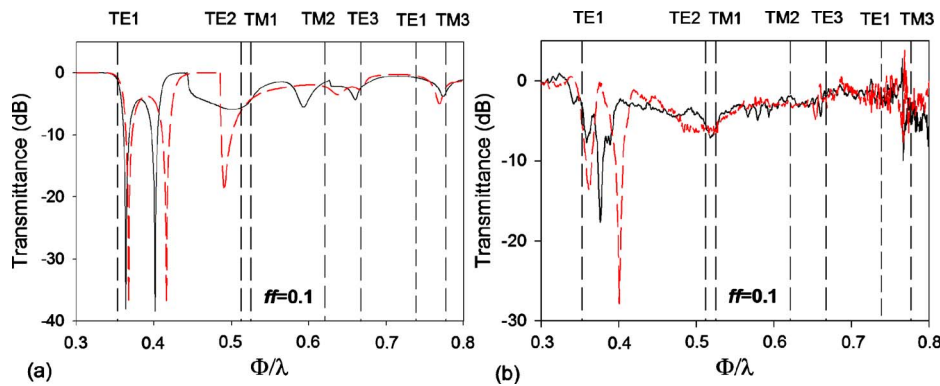 TE1 TE2 TM1 TM2 TE3 TE1 TM3
0
-10
-20
-30
-40
Transmittance (dB)
ff=0.1
0.3 0.4 0.5 0.6 0.7 0.8
(a)
Φ/λ
TE1 TE2 TM1 TM2 TE3 TE1 TM3
0
-10
-20
-30
Transmittance (dB)
ff=0.1
0.3 0.4 0.5 0.6 0.7 0.8
(b)
Φ/λ